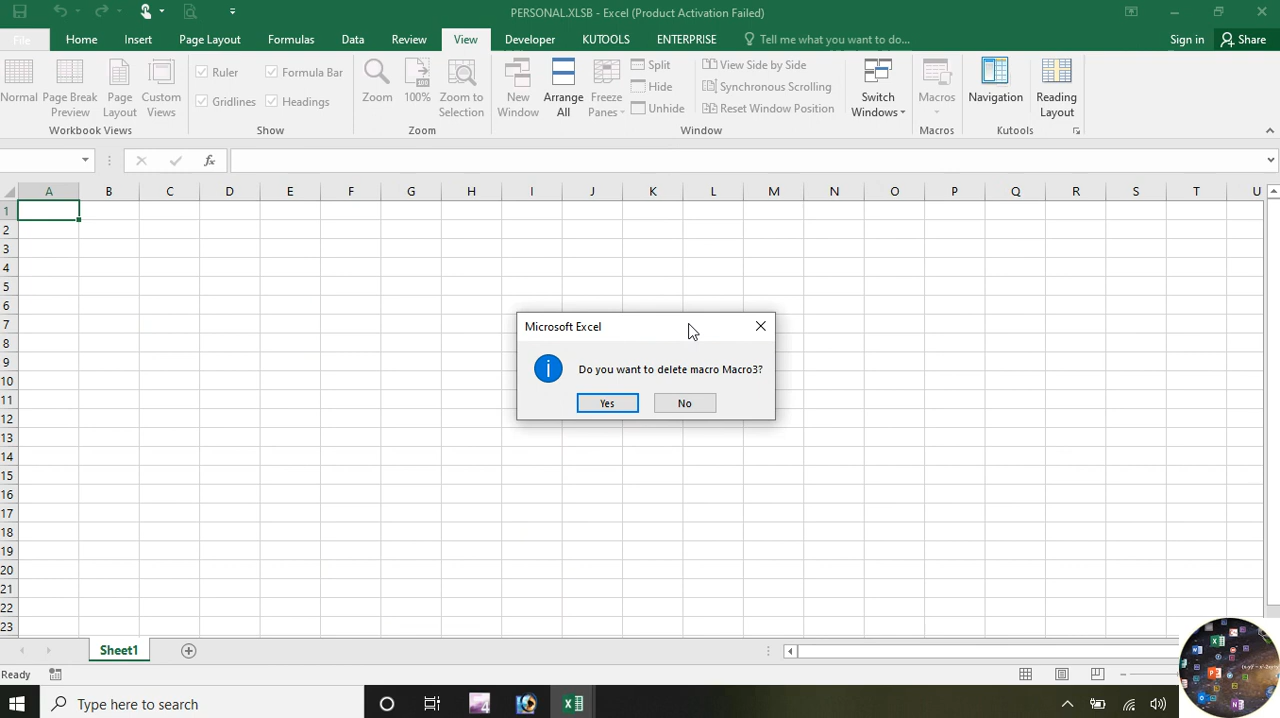 PERSONAL.XLSB - Excel (Product Activation Failed)
File Home Insert Page Layout Formulas Data Review View Developer KUTOOLS ENTERPRISE Tell me what you want to do... Sign in Share
Normal Page Break Preview Page Layout Custom Views
Workbook Views
Ruler Formula Bar
Gridlines Headings
Show
Zoom 100% Zoom to Selection
Zoom
New Window Arrange All Freeze Panes
Split
Hide
Unhide
View Side by Side
Synchronous Scrolling
Reset Window Position
Switch Windows
Window
Macros
Macros
Navigation Reading Layout
Kutools
fx
A B C D E F G H I J K L M N O P Q R S T U
1
2
3
4
5
6
7
8
9
10
11
12
13
14
15
16
17
18
19
20
21
22
23
Microsoft Excel
Do you want to delete macro Macro3?
Yes No
Sheet1
Ready
Type here to search